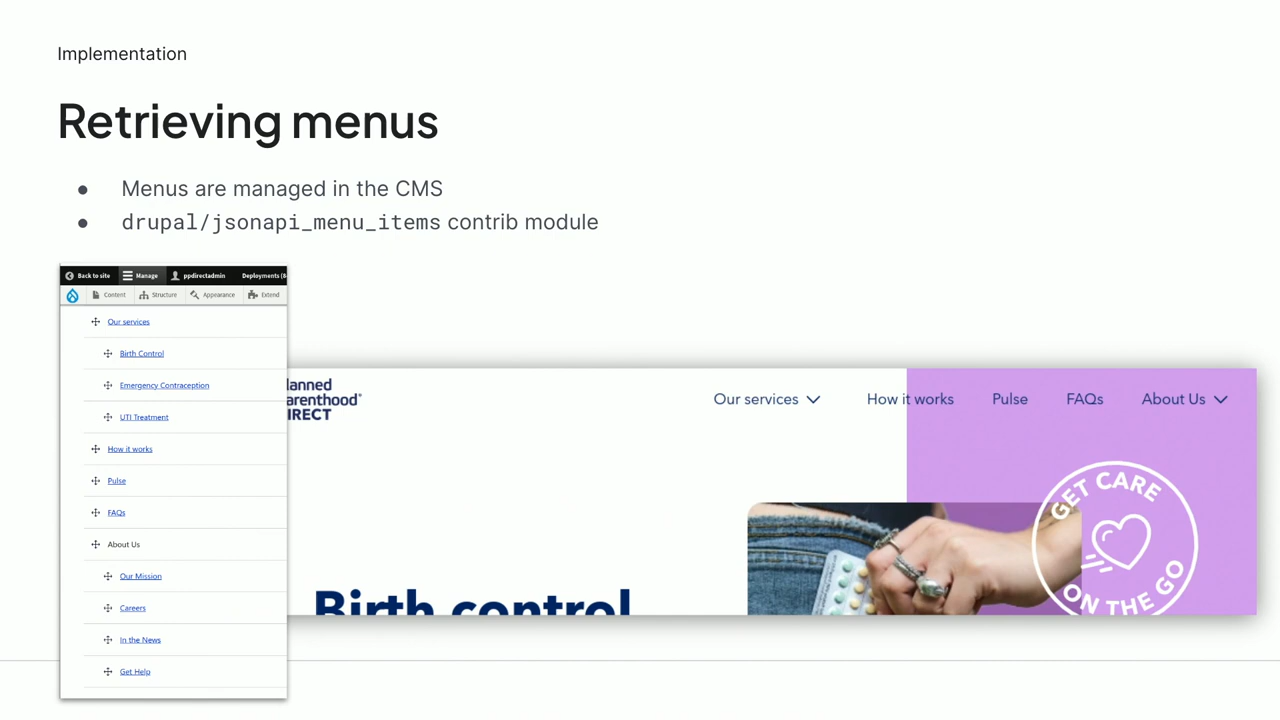 Implementation
Retrieving menus
● Menus are managed in the CMS
● drupal/jsonapi_menu_items contrib module
Back to site Manage ppdirectadmin Deployments (8
Content Structure Appearance Extend
Our services
Birth Control
Emergency Contraception
UTI Treatment
How it works
Pulse
FAQs
About Us
Our Mission
Careers
In the News
Get Help
lanned
arenthood®
IRECT
Our services How it works Pulse FAQs About Us
GET CARE
ON THE GO
Birth control